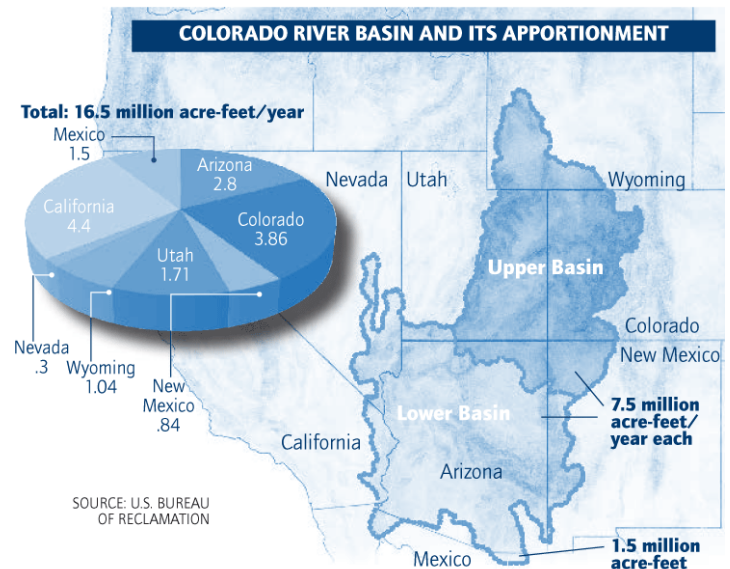 COLORADO RIVER BASIN AND ITS APPORTIONMENT
Total: 16.5 million acre-feet/year
Mexico
1.5
Arizona
2.8
California
4.4
Colorado
3.86
Utah
1.71
Nevada
.3
Wyoming
1.04
New
Mexico
.84
Nevada
Utah
Wyoming
Upper Basin
Colorado
New Mexico
Lower Basin
7.5 million
acre-feet/
year each
California
Arizona
SOURCE: U.S. BUREAU
OF RECLAMATION
Mexico
1.5 million
acre-feet